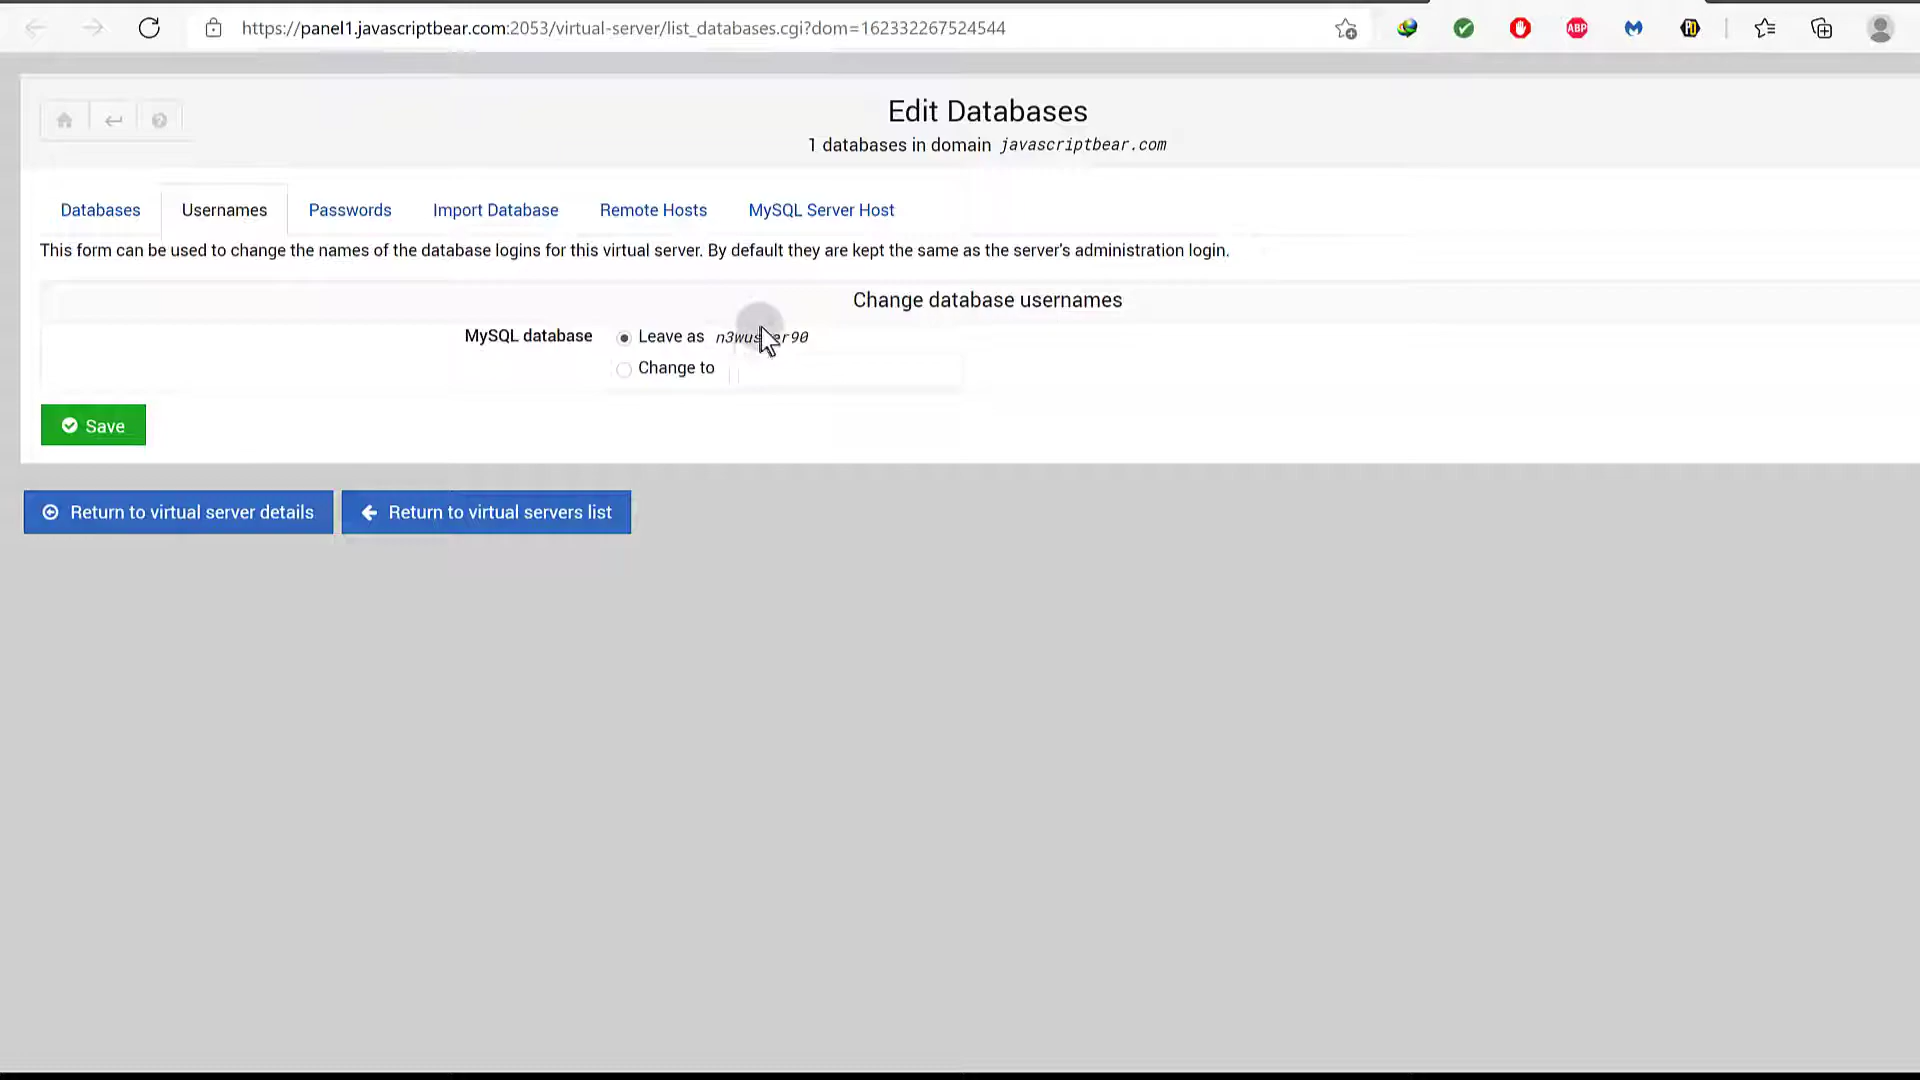 https://panel1.javascriptbear.com:2053/virtual-server/list_databases.cgi?dom=162332267524544
ABP
Edit Databases
1 databases in domain javascriptbear.com
Databases Usernames Passwords Import Database Remote Hosts MySQL Server Host
This form can be used to change the names of the database logins for this virtual server. By default they are kept the same as the server's administration login.
Change database usernames
MySQL database Leave as
Change to
Save
Return to virtual server details Return to virtual servers list